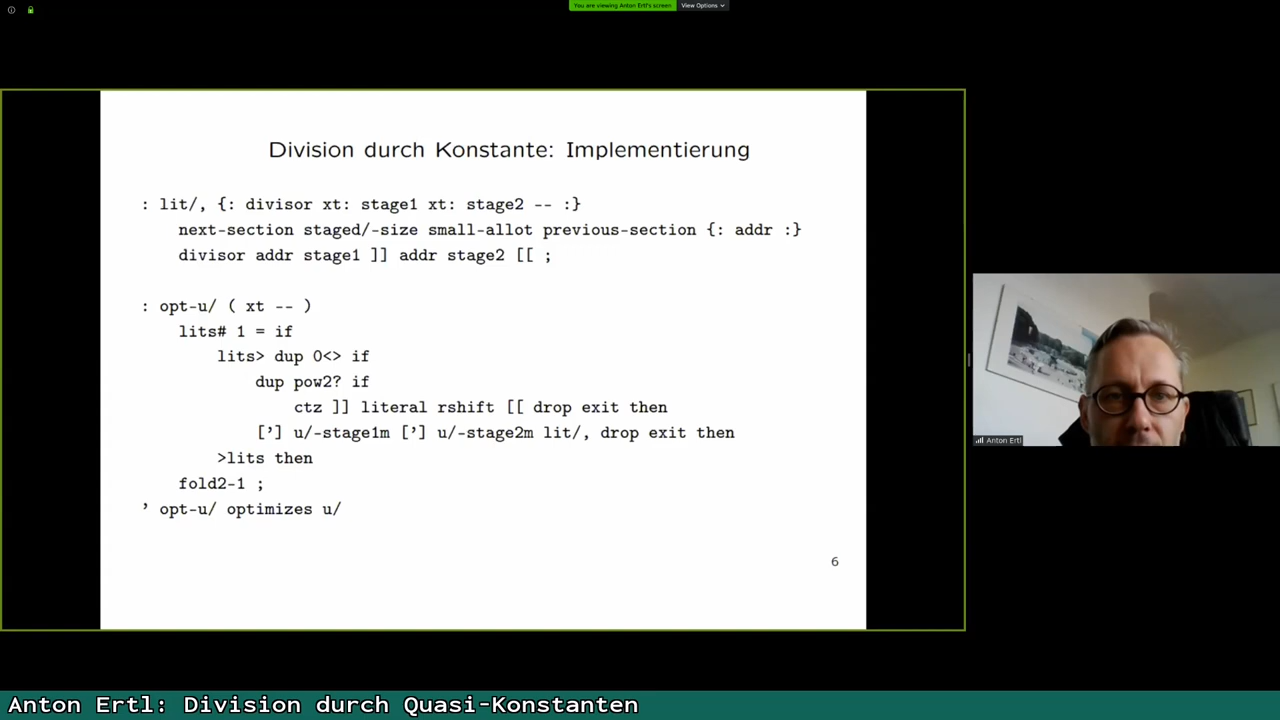 You are viewing Anton Ertl's screen View Options
Division durch Konstante: Implementierung
: lit/, {: divisor xt: stage1 xt: stage2 -- :}
next-section staged/-size small-allot previous-section {: addr :}
divisor addr stage1 ]] addr stage2 [[ ;
: opt-u/ ( xt -- )
lits# 1 = if
lits> dup 0<> if
dup pow2? if
ctz ]] literal rshift [[ drop exit then
[’] u/-stage1m [’] u/-stage2m lit/, drop exit then
>lits then
fold2-1 ;
’ opt-u/ optimizes u/
6
Anton Ertl
Anton Ertl: Division durch Quasi-Konstanten